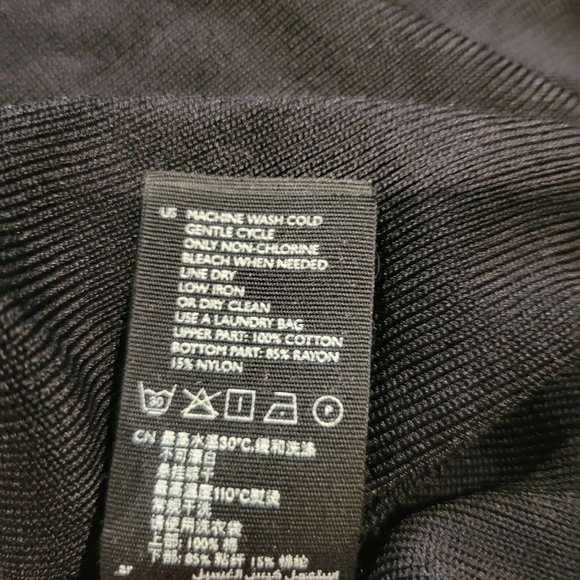 US MACHINE WASH COLD
GENTLE CYCLE
ONLY NON-CHLORINE
BLEACH WHEN NEEDED
LINE DRY
LOW IRON
OR DRY CLEAN
USE A LAUNDRY BAG
UPPER PART: 100% COTTON
BOTTOM PART: 85% RAYON
15% NYLON
30 P
CN 最高水温30°C,缓和洗涤
不可漂白
悬挂晾干
最高温度110°C熨烫
常规干洗
请使用洗衣袋
上部: 100% 棉
下部: 85% 粘纤 15% 锦纶
AR